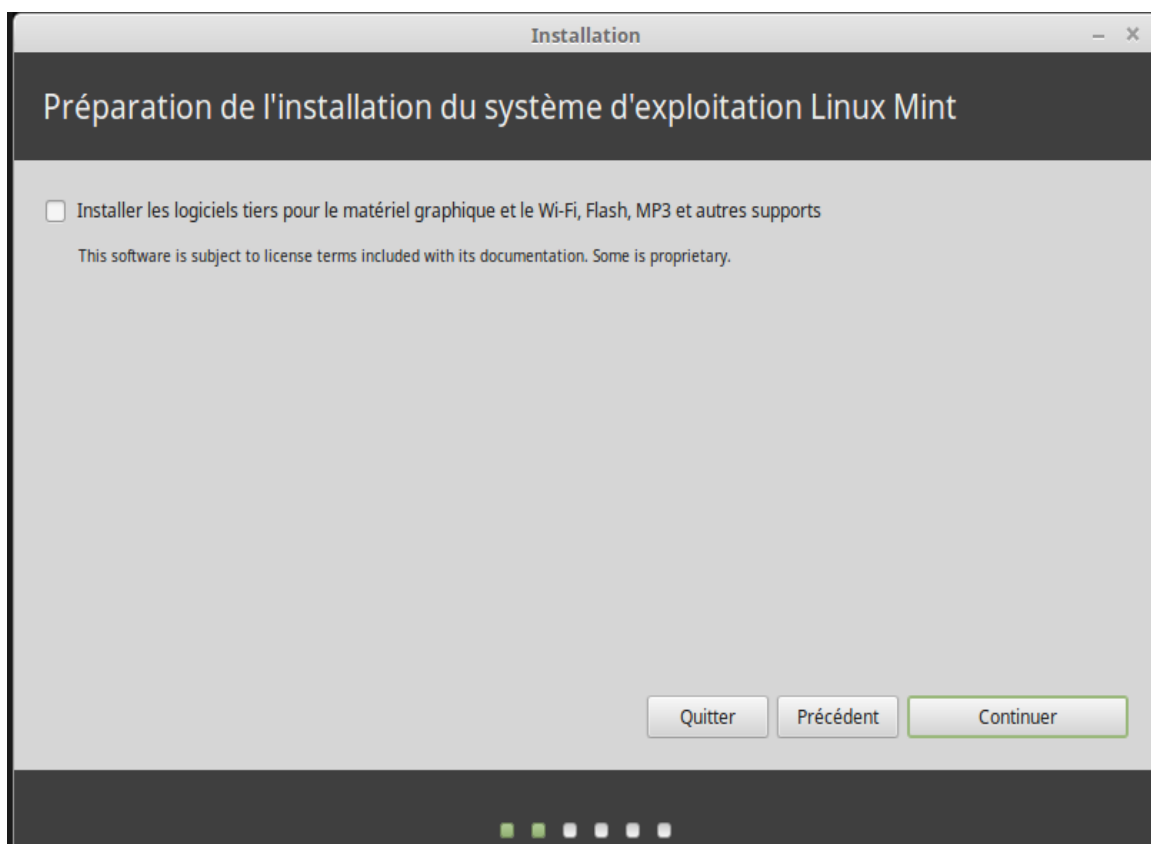 Installation
Préparation de l'installation du système d'exploitation Linux Mint
Installer les logiciels tiers pour le matériel graphique et le Wi-Fi, Flash, MP3 et autres supports
This software is subject to license terms included with its documentation. Some is proprietary.
Quitter Précédent Continuer